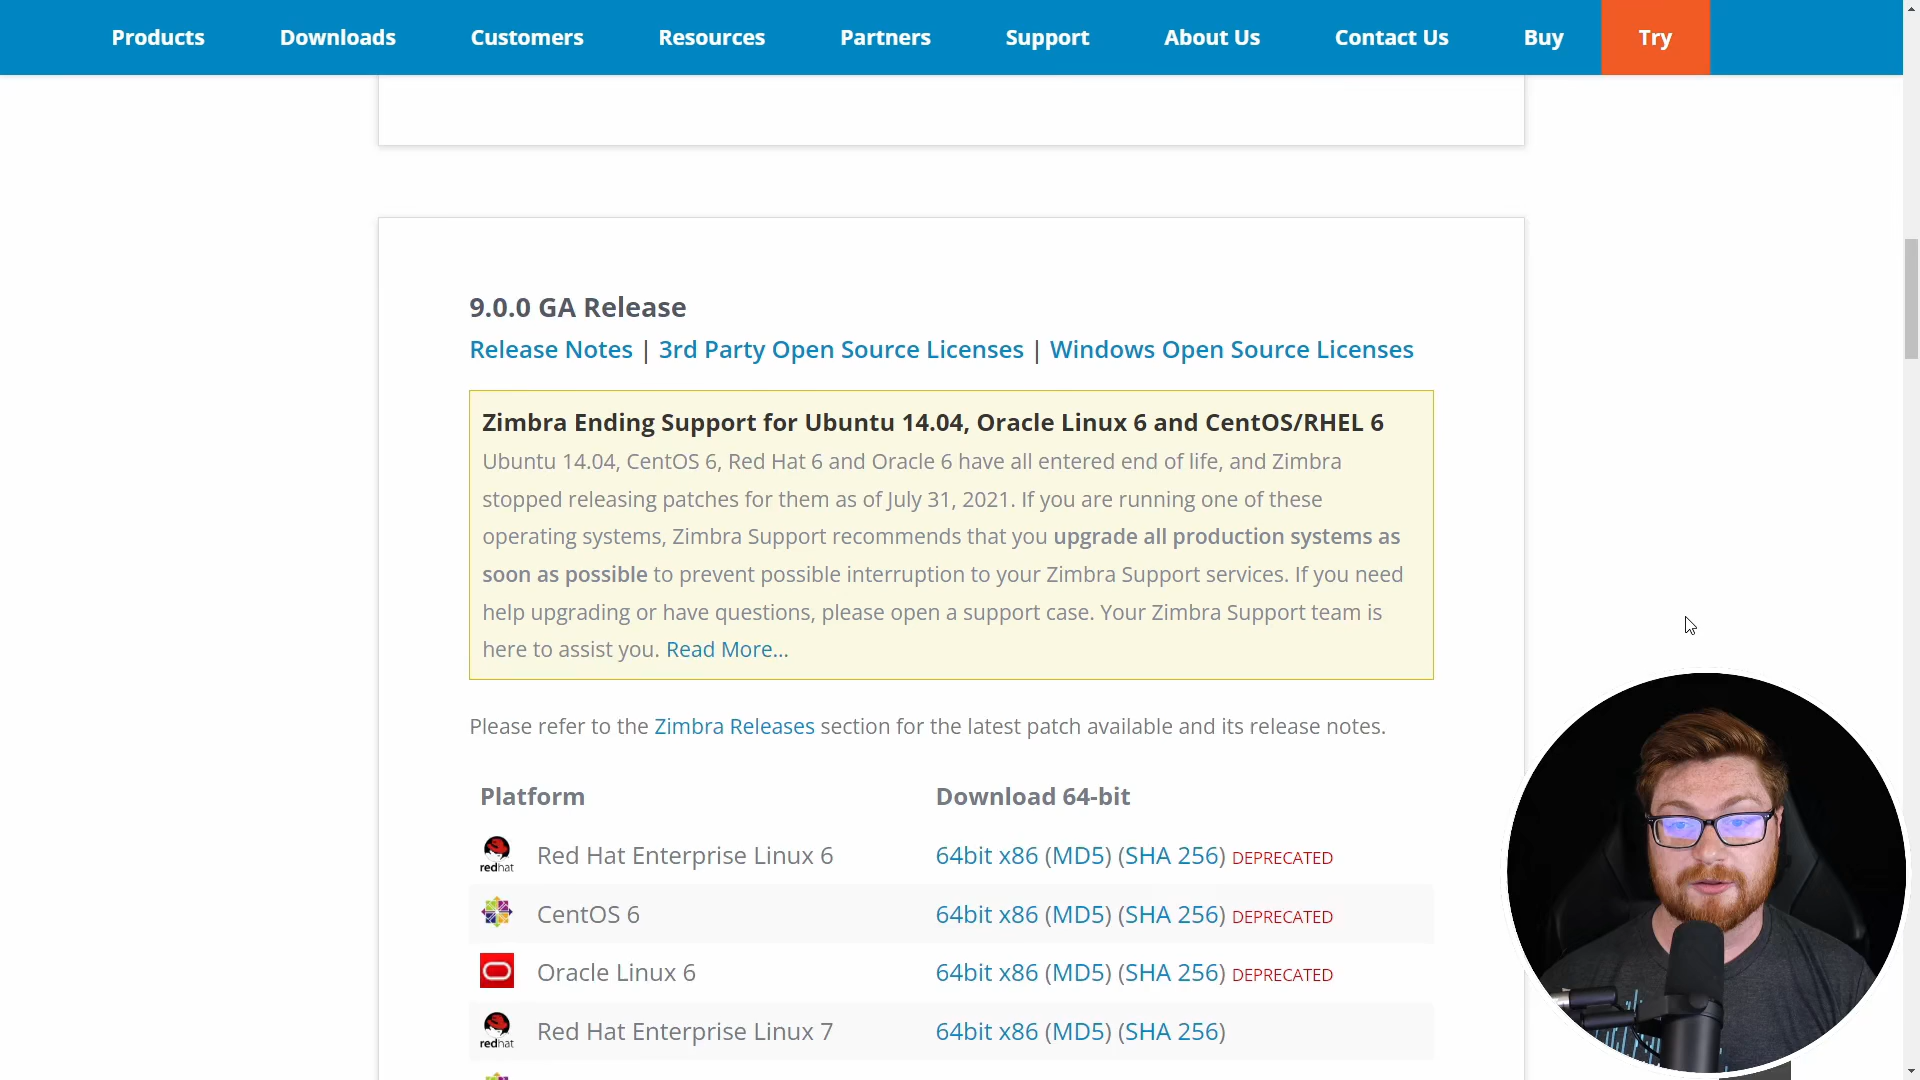 Products Downloads Customers Resources Partners Support About Us Contact Us Buy Try
9.0.0 GA Release
Release Notes | 3rd Party Open Source Licenses | Windows Open Source Licenses
Zimbra Ending Support for Ubuntu 14.04, Oracle Linux 6 and CentOS/RHEL 6
Ubuntu 14.04, CentOS 6, Red Hat 6 and Oracle 6 have all entered end of life, and Zimbra
stopped releasing patches for them as of July 31, 2021. If you are running one of these
operating systems, Zimbra Support recommends that you upgrade all production systems as
soon as possible to prevent possible interruption to your Zimbra Support services. If you need
help upgrading or have questions, please open a support case. Your Zimbra Support team is
here to assist you. Read More...
Please refer to the Zimbra Releases section for the latest patch available and its release notes.
Platform Download 64-bit
redhat Red Hat Enterprise Linux 6 64bit x86 (MD5) (SHA 256) DEPRECATED
CentOS 6 64bit x86 (MD5) (SHA 256) DEPRECATED
Oracle Linux 6 64bit x86 (MD5) (SHA 256) DEPRECATED
redhat Red Hat Enterprise Linux 7 64bit x86 (MD5) (SHA 256)